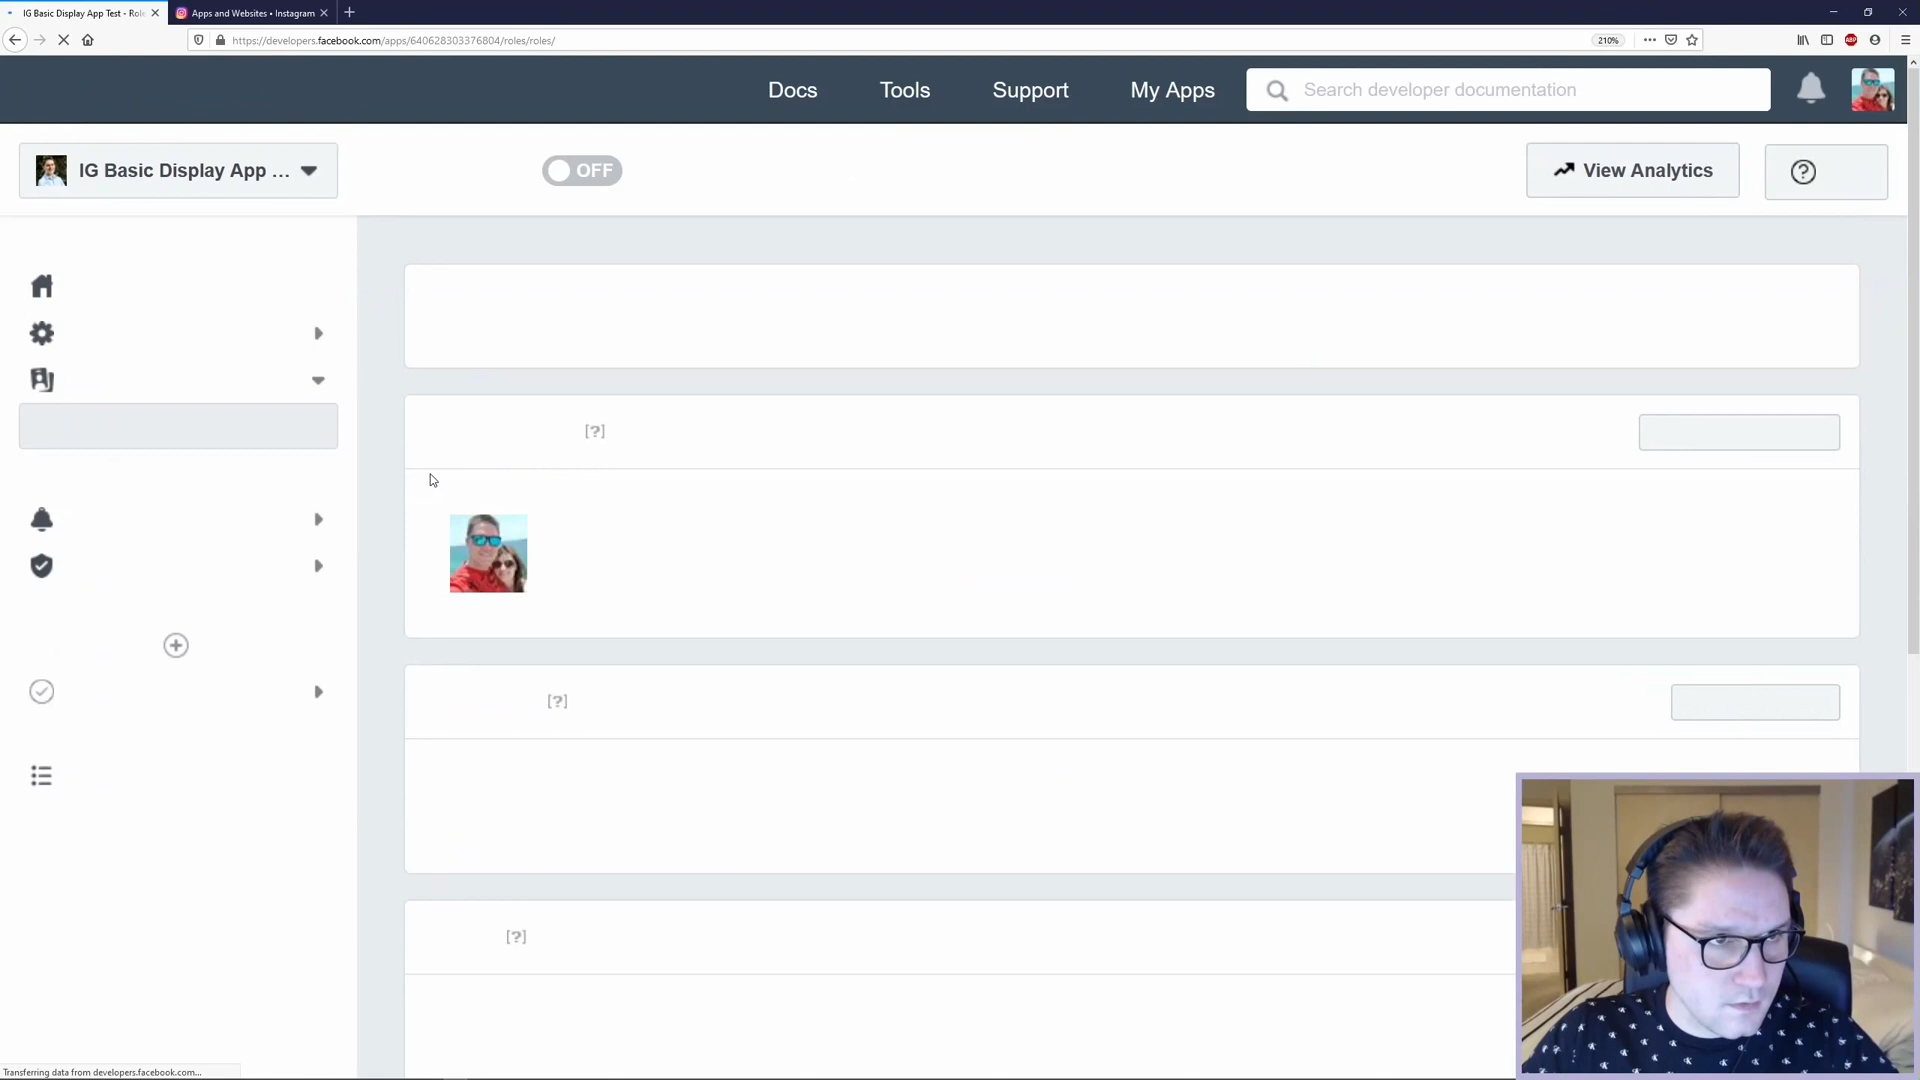 IG Basic Display App Test - Role
Apps and Websites • Instagram
https://developers.facebook.com/apps/640628303376804/roles/roles/
210%
ABP
Docs
Tools
Support
My Apps
Search developer documentation
IG Basic Display App ...
OFF
View Analytics
[?]
[?]
[?]
Transferring data from developers.facebook.com...